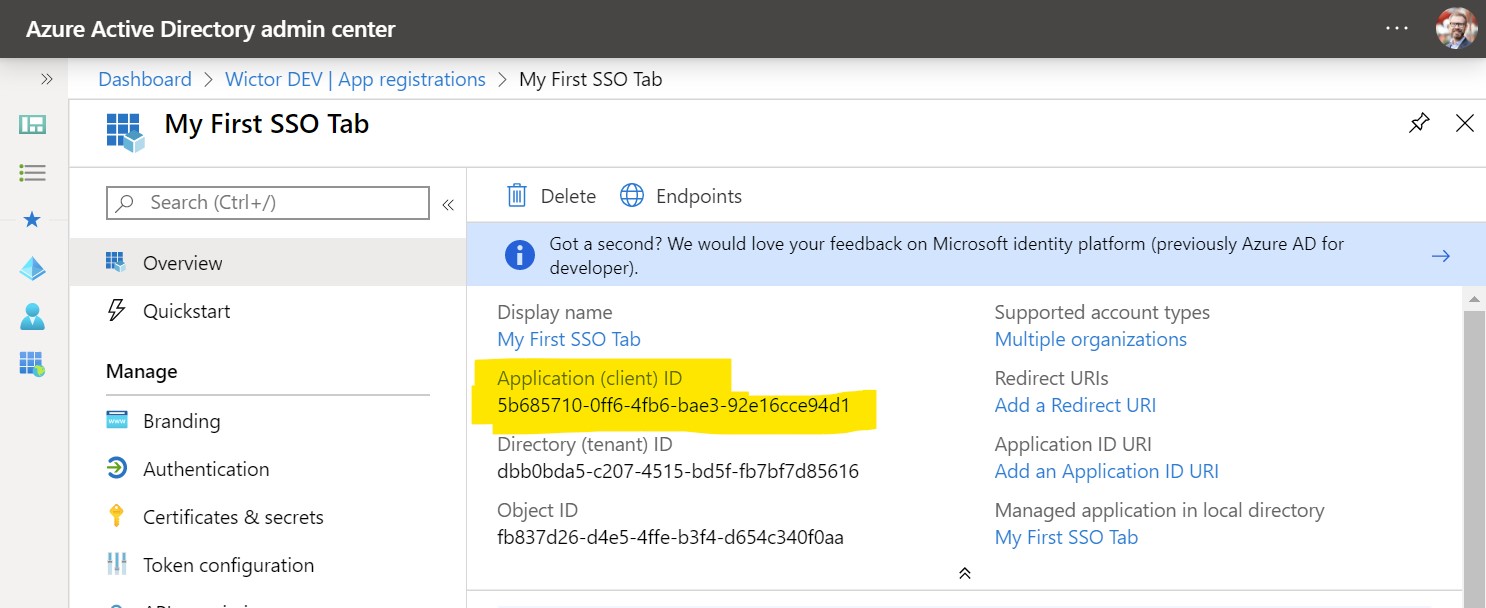 Azure Active Directory admin center
Dashboard > Wictor DEV | App registrations > My First SSO Tab
My First SSO Tab
Search (Ctrl+/)
Overview
Quickstart
Manage
Branding
Authentication
Certificates & secrets
Token configuration
Delete
Endpoints
Got a second? We would love your feedback on Microsoft identity platform (previously Azure AD for
developer).
Display name
My First SSO Tab
Application (client) ID
5b685710-0ff6-4fb6-bae3-92e16cce94d1
Directory (tenant) ID
dbb0bda5-c207-4515-bd5f-fb7bf7d85616
Object ID
fb837d26-d4e5-4ffe-b3f4-d654c340f0aa
Supported account types
Multiple organizations
Redirect URIs
Add a Redirect URI
Application ID URI
Add an Application ID URI
Managed application in local directory
My First SSO Tab